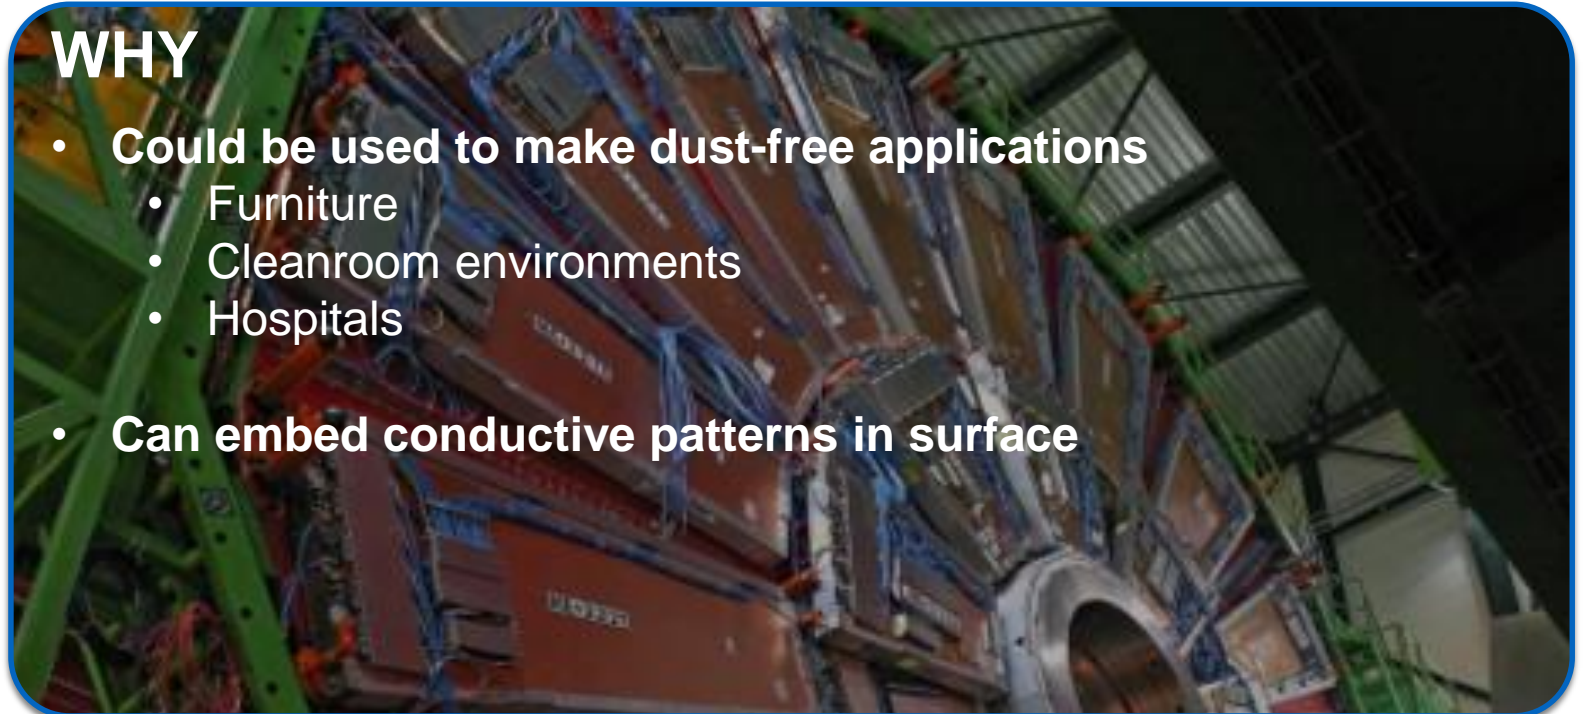 WHY
• Could be used to make dust-free applications
• Furniture
• Cleanroom environments
• Hospitals
• Can embed conductive patterns in surface